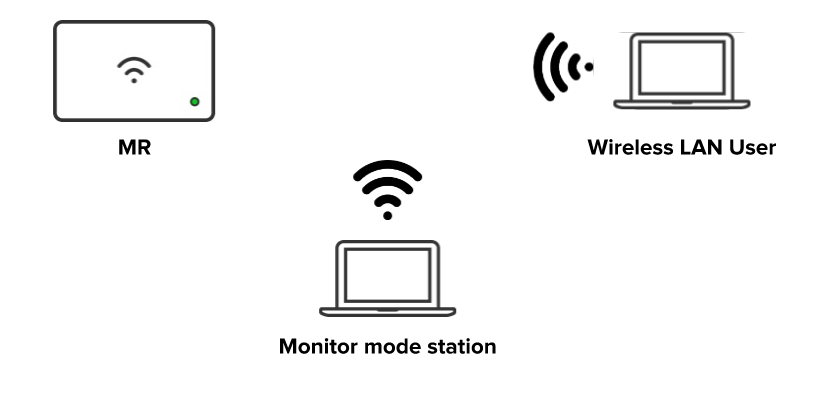 MR
Wireless LAN User
Monitor mode station